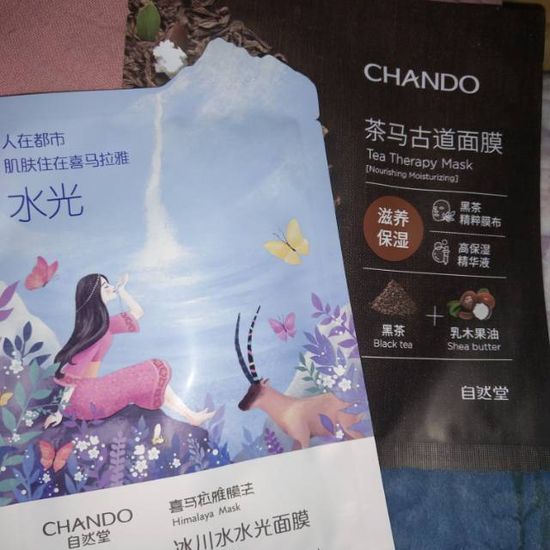 人在都市
肌肤住在喜马拉雅
水光
CHANDO
自然堂
喜马拉雅膜法
Himalaya Mask
冰川水水光面膜
CHANDO
茶马古道面膜
Tea Therapy Mask
[Nourishing Moisturizing]
滋养
保湿
黑茶
精粹膜布
高保湿
精华液
黑茶
Black tea
+
乳木果油
Shea butter
自然堂